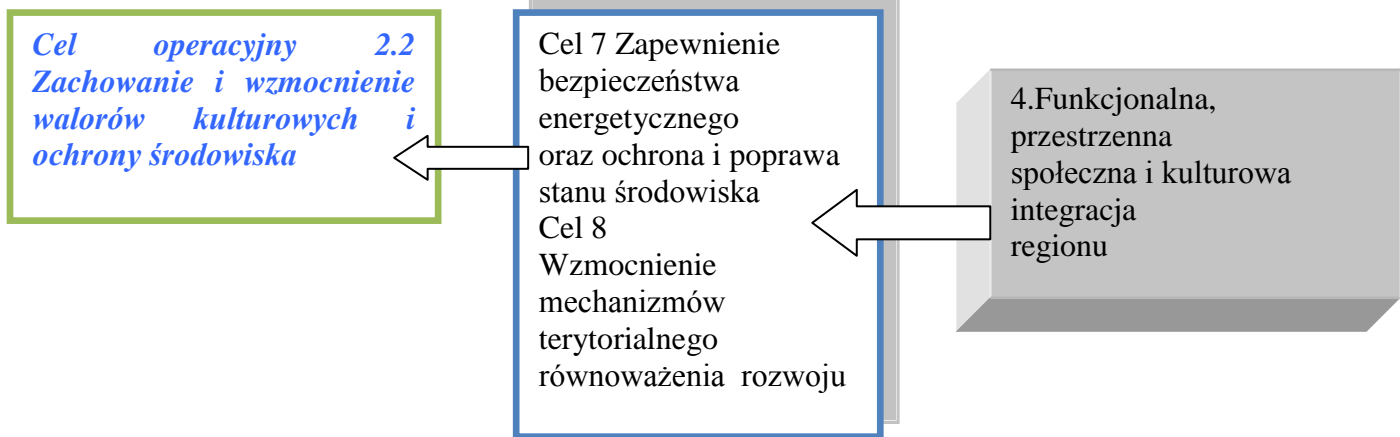 Cel operacyjny 2.2
Zachowanie i wzmocnienie
walorów kulturowych i
ochrony środowiska
Cel 7 Zapewnienie
bezpieczeństwa
energetycznego
oraz ochrona i poprawa
stanu środowiska
Cel 8
Wzmocnienie
mechanizmów
terytorialnego
równoważenia rozwoju
4.Funkcjonalna,
przestrzenna
społeczna i kulturowa
integracja
regionu